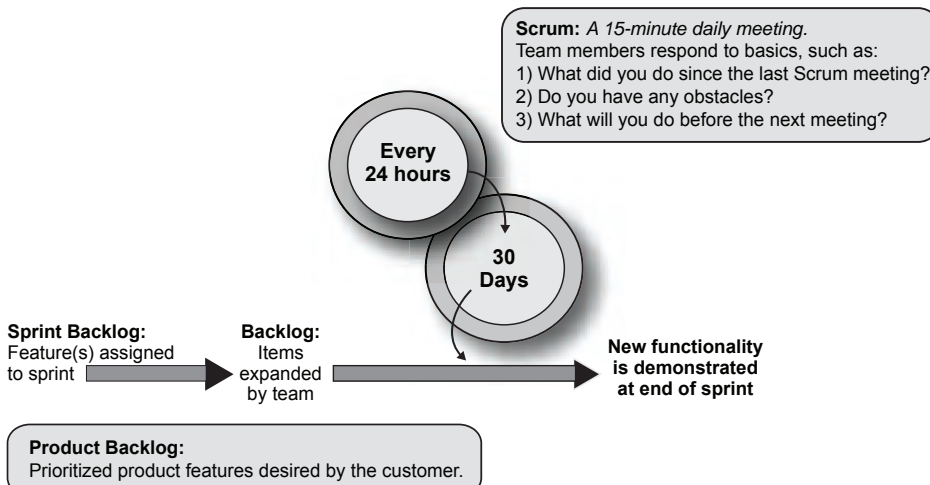 Scrum: A 15-minute daily meeting.
Team members respond to basics, such as:
1) What did you do since the last Scrum meeting?
2) Do you have any obstacles?
3) What will you do before the next meeting?
Every
24 hours
30
Days
Sprint Backlog:
Feature(s) assigned
to sprint
Backlog:
Items
expanded
by team
New functionality
is demonstrated
at end of sprint
Product Backlog:
Prioritized product features desired by the customer.